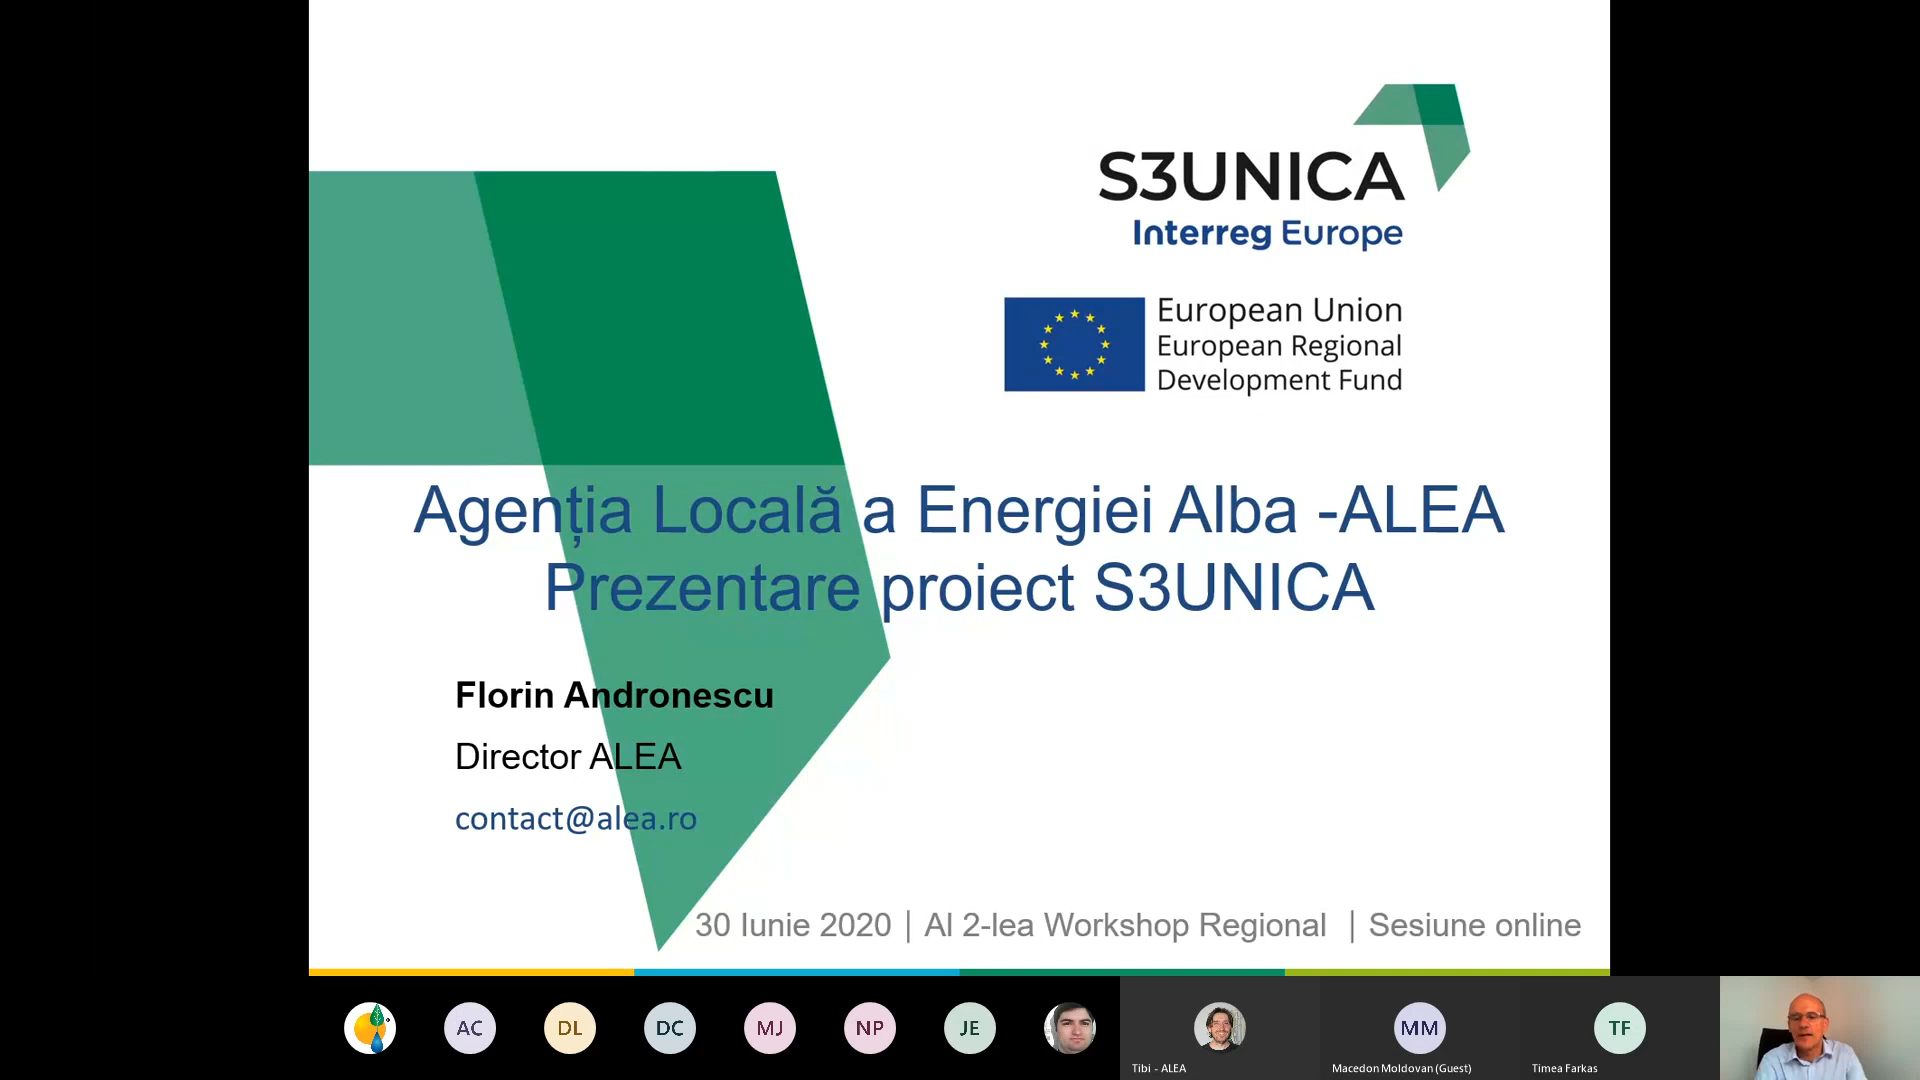 S3UNICA
Interreg Europe
European Union
European Regional
Development Fund
Agenția Locală a Energiei Alba -ALEA
Prezentare proiect S3UNICA
Florin Andronescu
Director ALEA
contact@alea.ro
30 Iunie 2020 | Al 2-lea Workshop Regional | Sesiune online
AC
DL
DC
MJ
NP
JE
MM
TF
Tibi - ALEA
Macedon Moldovan (Guest)
Timea Farkas